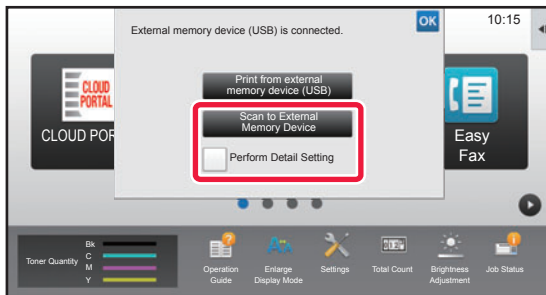 External memory device (USB) is connected.
OK
10:15
Print from external
memory device (USB)
CLOUD
PORTAL
Scan to External
Memory Device
CLOUD POR
Perform Detail Setting
Easy
Fax
Toner Quantity
Bk
C
M
Y
Operation
Guide
Enlarge
Display Mode
Settings
Total Count
Brightness
Adjustment
Job Status